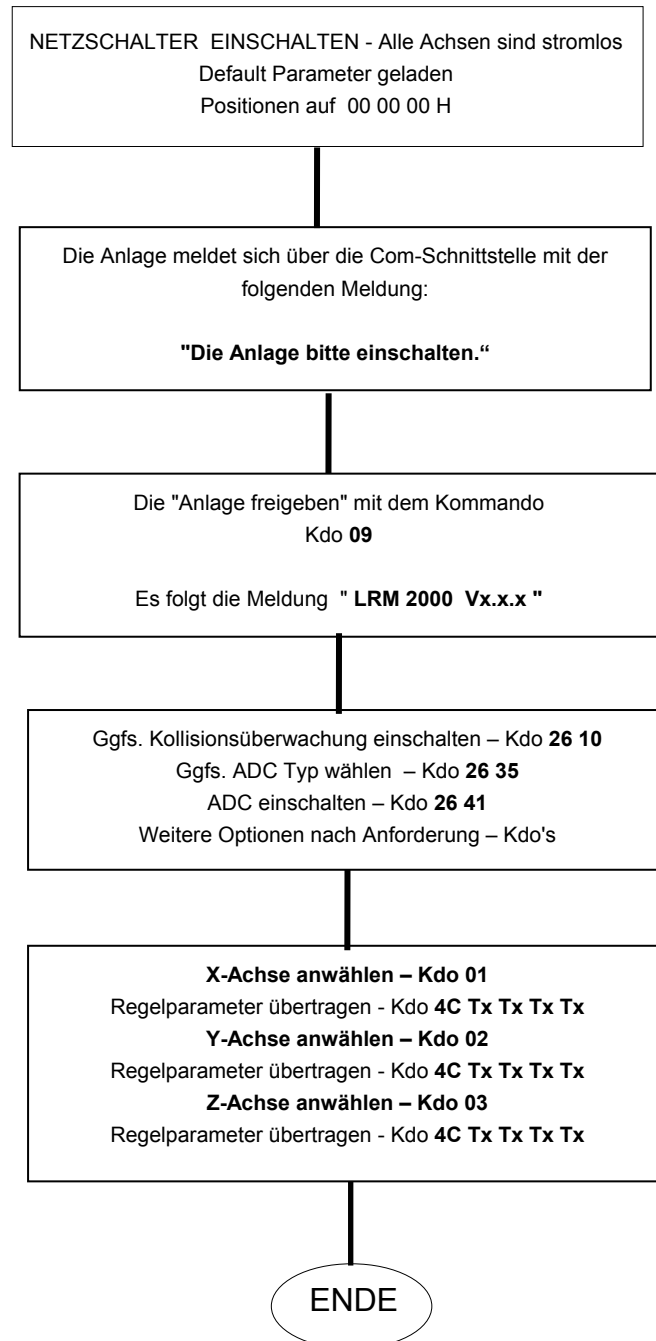 NETZSCHALTER EINSCHALTEN - Alle Achsen sind stromlos
Default Parameter geladen
Positionen auf 00 00 00 H
Die Anlage meldet sich über die Com-Schnittstelle mit der
folgenden Meldung:
"Die Anlage bitte einschalten.“
Die "Anlage freigeben" mit dem Kommando
Kdo 09
Es folgt die Meldung " LRM 2000 Vx.x.x "
Ggfs. Kollisionsüberwachung einschalten – Kdo 26 10
Ggfs. ADC Typ wählen – Kdo 26 35
ADC einschalten – Kdo 26 41
Weitere Optionen nach Anforderung – Kdo's
X-Achse anwählen – Kdo 01
Regelparameter übertragen - Kdo 4C Tx Tx Tx Tx
Y-Achse anwählen – Kdo 02
Regelparameter übertragen - Kdo 4C Tx Tx Tx Tx
Z-Achse anwählen – Kdo 03
Regelparameter übertragen - Kdo 4C Tx Tx Tx Tx
ENDE